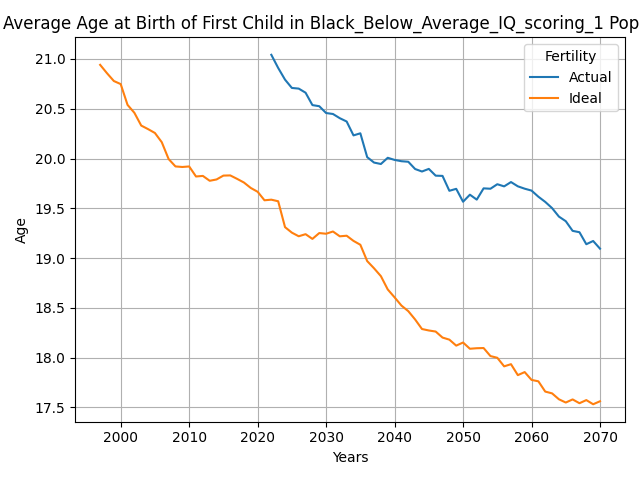 Average Age at Birth of First Child in Black_Below_Average_IQ_scoring_1 Pop
Fertility
Actual
Ideal
21.0
20.5
20.0
19.5
19.0
18.5
18.0
17.5
Age
2000 2010 2020 2030 2040 2050 2060 2070
Years